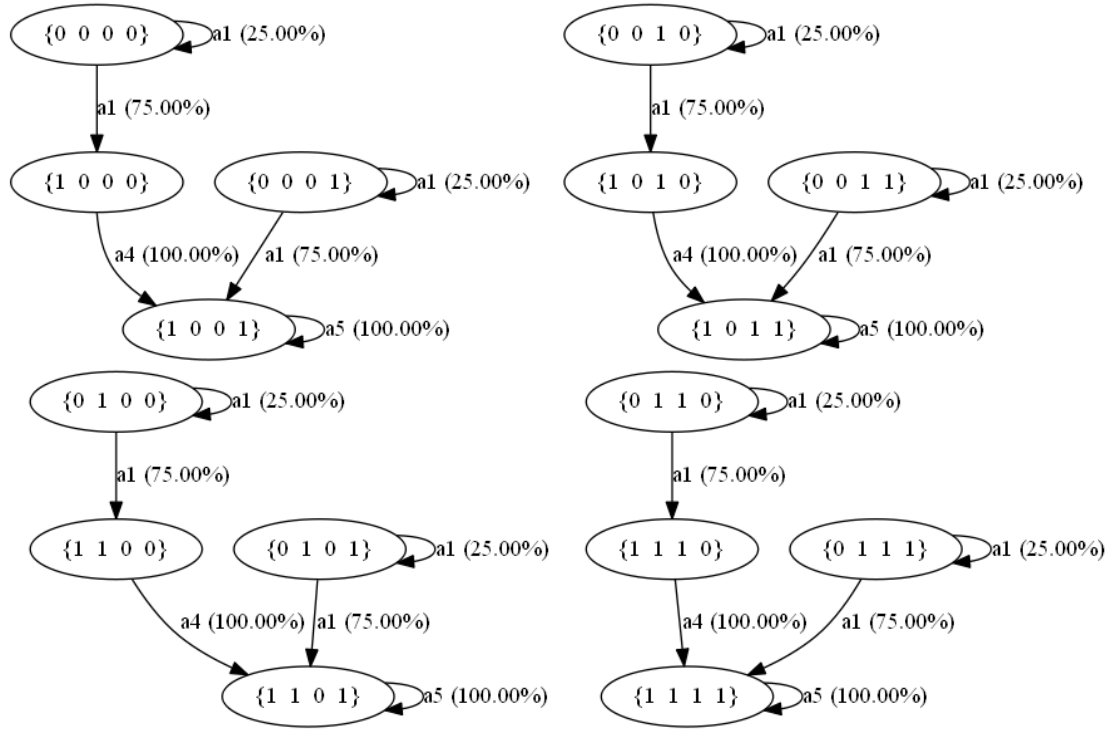 {0 0 0 0}
a1 (25.00%)
a1 (75.00%)
{1 0 0 0}
{0 0 0 1}
a1 (25.00%)
a4 (100.00%)
a1 (75.00%)
{1 0 0 1}
a5 (100.00%)
{0 0 1 0}
a1 (25.00%)
a1 (75.00%)
{1 0 1 0}
{0 0 1 1}
a1 (25.00%)
a4 (100.00%)
a1 (75.00%)
{1 0 1 1}
a5 (100.00%)
{0 1 0 0}
a1 (25.00%)
a1 (75.00%)
{1 1 0 0}
{0 1 0 1}
a1 (25.00%)
a4 (100.00%)
a1 (75.00%)
{1 1 0 1}
a5 (100.00%)
{0 1 1 0}
a1 (25.00%)
a1 (75.00%)
{1 1 1 0}
{0 1 1 1}
a1 (25.00%)
a4 (100.00%)
a1 (75.00%)
{1 1 1 1}
a5 (100.00%)